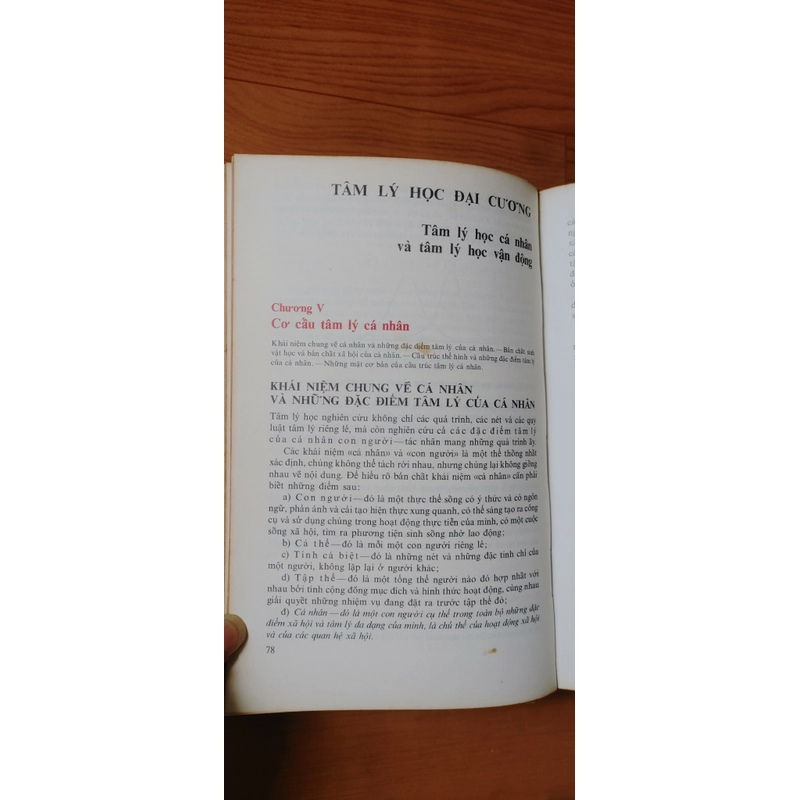 TÂM LÝ HỌC ĐẠI CƯƠNG
Tâm lý học cá nhân
và tâm lý học vận động
Chương V
Cơ cấu tâm lý cá nhân
Khái niệm chung về cá nhân và những đặc điểm tâm lý của cá nhân. — Bản chất sinh
vật học và bản chất xã hội của cá nhân. — Cấu trúc thể hình và những đặc điểm tâm lý
của cá nhân. — Những mặt cơ bản của cấu trúc tâm lý cá nhân.
KHÁI NIỆM CHUNG VỀ CÁ NHÂN
VÀ NHỮNG ĐẶC ĐIỂM TÂM LÝ CỦA CÁ NHÂN
Tâm lý học nghiên cứu không chỉ các quá trình, các nét và các quy
luật tâm lý riêng lẻ, mà còn nghiên cứu cả các đặc điểm tâm lý
của cá nhân con người — tác nhân mang những quá trình ấy.
Các khái niệm «cá nhân» và «con người» là một thể thống nhất
xác định, chúng không thể tách rời nhau, nhưng chúng lại không giống
nhau về nội dung. Để hiểu rõ bản chất khái niệm «cá nhân» cần phải
biết những điểm sau:
a) Con người — đó là một thực thể sống có ý thức và có ngôn
ngữ, phản ánh và cải tạo hiện thực xung quanh, có thể sáng tạo ra công
cụ và sử dụng chúng trong hoạt động thực tiễn của mình, có một cuộc
sống xã hội, tìm ra phương tiện sinh sống nhờ lao động;
b) Cá thể — đó là mỗi một con người riêng lẻ;
c) Tính cá biệt — đó là những nét và những đặc tính chỉ của
một người, không lặp lại ở người khác;
d) Tập thể — đó là một tổng thể người nào đó hợp nhất với
nhau bởi tính cộng đồng mục đích và hình thức hoạt động, cùng nhau
giải quyết những nhiệm vụ đang đặt ra trước tập thể đó;
đ) Cá nhân — đó là một con người cụ thể trong toàn bộ những đặc
điểm xã hội và tâm lý đa dạng của mình, là chủ thể của hoạt động xã hội
và của các quan hệ xã hội.
78